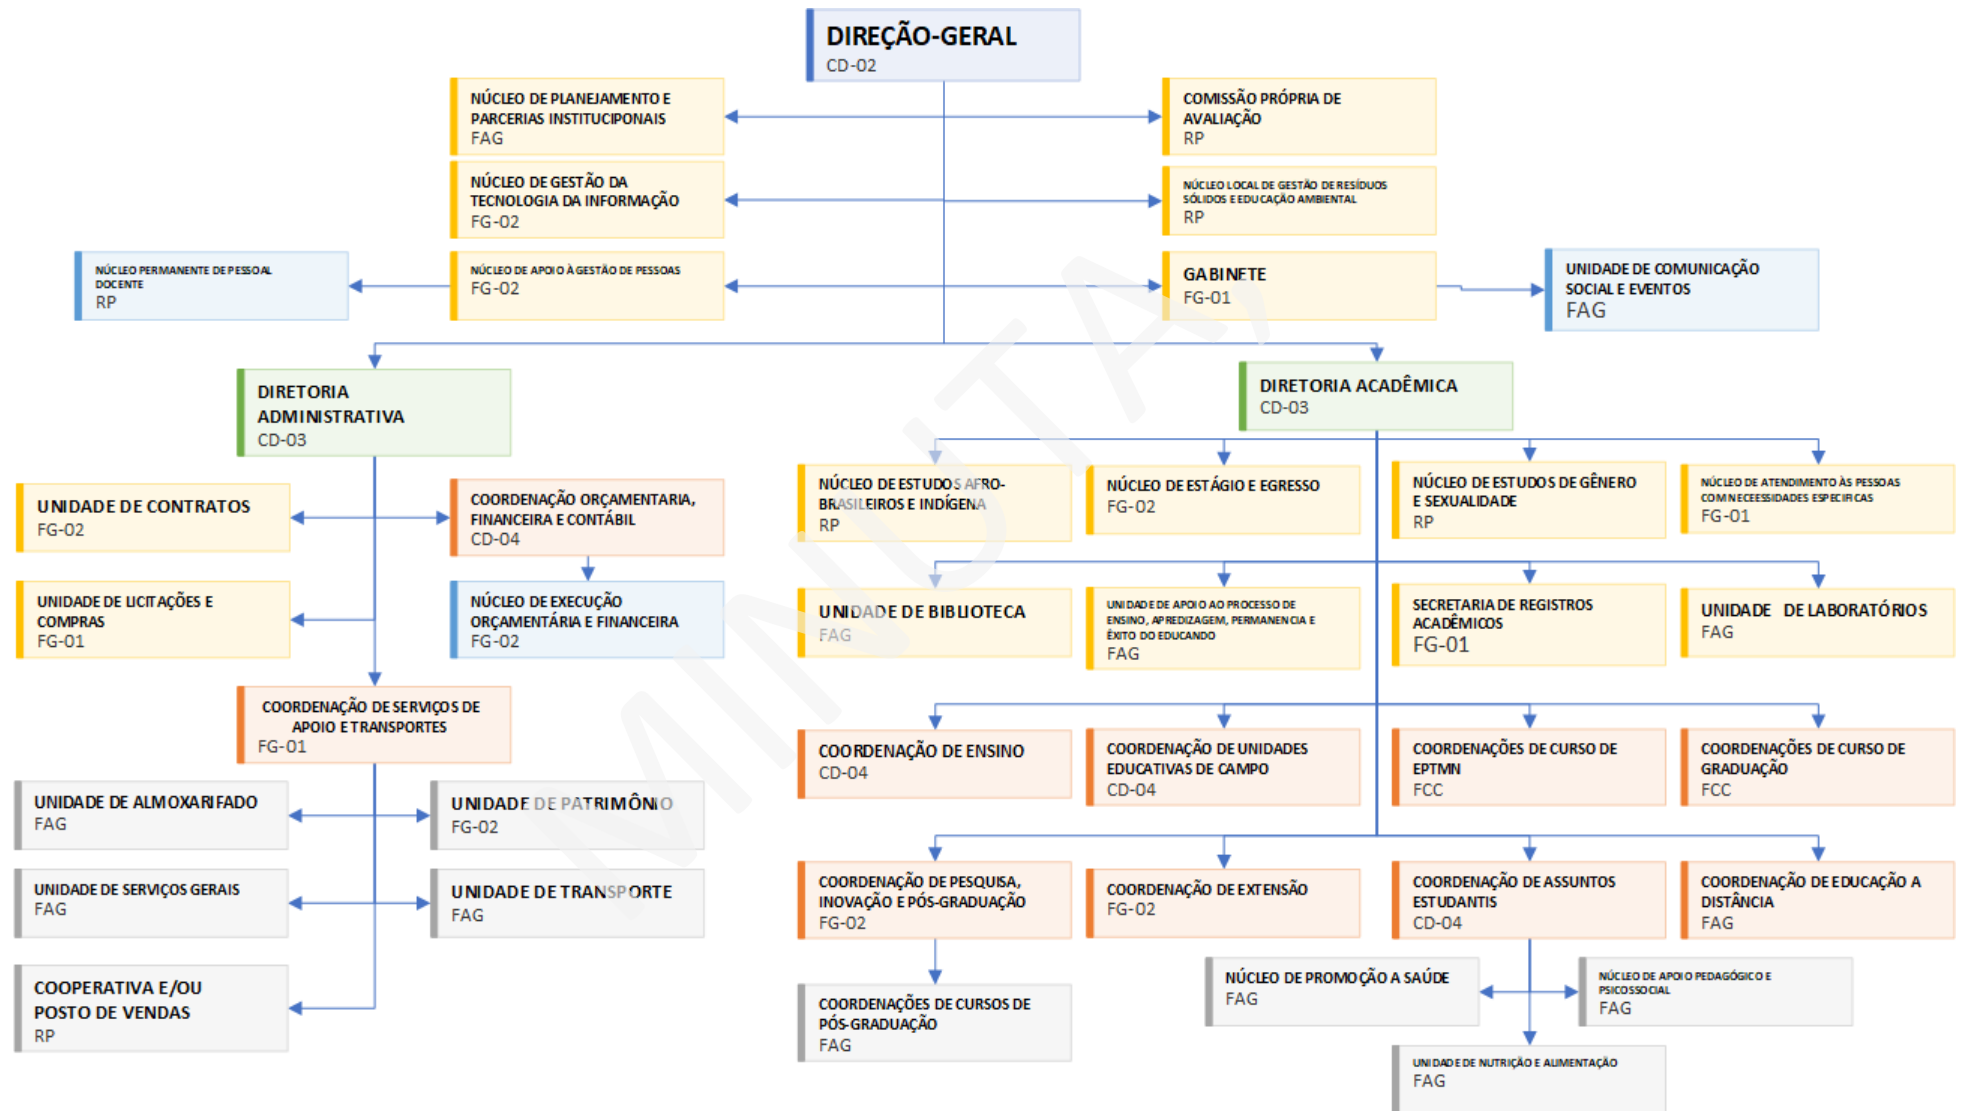 DIREÇÃO-GERAL
CD-02
NÚCLEO DE PLANEJAMENTO E
PARCERIAS INSTITUCIPONAIS
FAG
COMISSÃO PRÓPRIA DE
AVALIAÇÃO
RP
NÚCLEO DE GESTÃO DA
TECNOLOGIA DA INFORMAÇÃO
FG-02
NÚCLEO LOCAL DE GESTÃO DE RESÍDUOS
SÓLIDOS E EDUCAÇÃO AMBIENTAL
RP
NÚCLEO PERMANENTE DE PESSOAL
DOCENTE
RP
NÚCLEO DE APOIO À GESTÃO DE PESSOAS
FG-02
GABINETE
FG-01
UNIDADE DE COMUNICAÇÃO
SOCIAL E EVENTOS
FAG
DIRETORIA
ADMINISTRATIVA
CD-03
DIRETORIA ACADÊMICA
CD-03
UNIDADE DE CONTRATOS
FG-02
COORDENAÇÃO ORÇAMENTARIA,
FINANCEIRA E CONTÁBIL
CD-04
UNIDADE DE LICITAÇÕES E
COMPRAS
FG-01
NÚCLEO DE EXECUÇÃO
ORÇAMENTÁRIA E FINANCEIRA
FG-02
COORDENAÇÃO DE SERVIÇOS DE
APOIO E TRANSPORTES
FG-01
UNIDADE DE ALMOXARIFADO
FAG
UNIDADE DE PATRIMÔNIO
FG-02
UNIDADE DE SERVIÇOS GERAIS
FAG
UNIDADE DE TRANSPORTE
FAG
COOPERATIVA E/OU
POSTO DE VENDAS
RP
NÚCLEO DE ESTUDOS AFRO-
BRASILEIROS E INDÍGENA
RP
NÚCLEO DE ESTÁGIO E EGRESSO
FG-02
NÚCLEO DE ESTUDOS DE GÊNERO
E SEXUALIDADE
RP
NÚCLEO DE ATENDIMENTO ÀS PESSOAS
COM NECEESSIDADES ESPECIFICAS
FG-01
UNIDADE DE BIBLIOTECA
FAG
UNIDADE DE APOIO AO PROCESSO DE
ENSINO, APREDIZAGEM, PERMANENCIA E
ÊXITO DO EDUCANDO
FAG
SECRETARIA DE REGISTROS
ACADÊMICOS
FG-01
UNIDADE DE LABORATÓRIOS
FAG
COORDENAÇÃO DE ENSINO
CD-04
COORDENAÇÃO DE UNIDADES
EDUCATIVAS DE CAMPO
CD-04
COORDENAÇÕES DE CURSO DE
EPTMN
FCC
COORDENAÇÕES DE CURSO DE
GRADUAÇÃO
FCC
COORDENAÇÃO DE PESQUISA,
INOVAÇÃO E PÓS-GRADUAÇÃO
FG-02
COORDENAÇÃO DE EXTENSÃO
FG-02
COORDENAÇÃO DE ASSUNTOS
ESTUDANTIS
CD-04
COORDENAÇÃO DE EDUCAÇÃO A
DISTÂNCIA
FAG
COORDENAÇÕES DE CURSOS DE
PÓS-GRADUAÇÃO
FAG
NÚCLEO DE PROMOÇÃO A SAÚDE
FAG
NÚCLEO DE APOIO PEDAGÓGICO E
PSICOSSOCIAL
FAG
UNIDADE DE NUTRIÇÃO E ALIMENTAÇÃO
FAG
MINUTA,